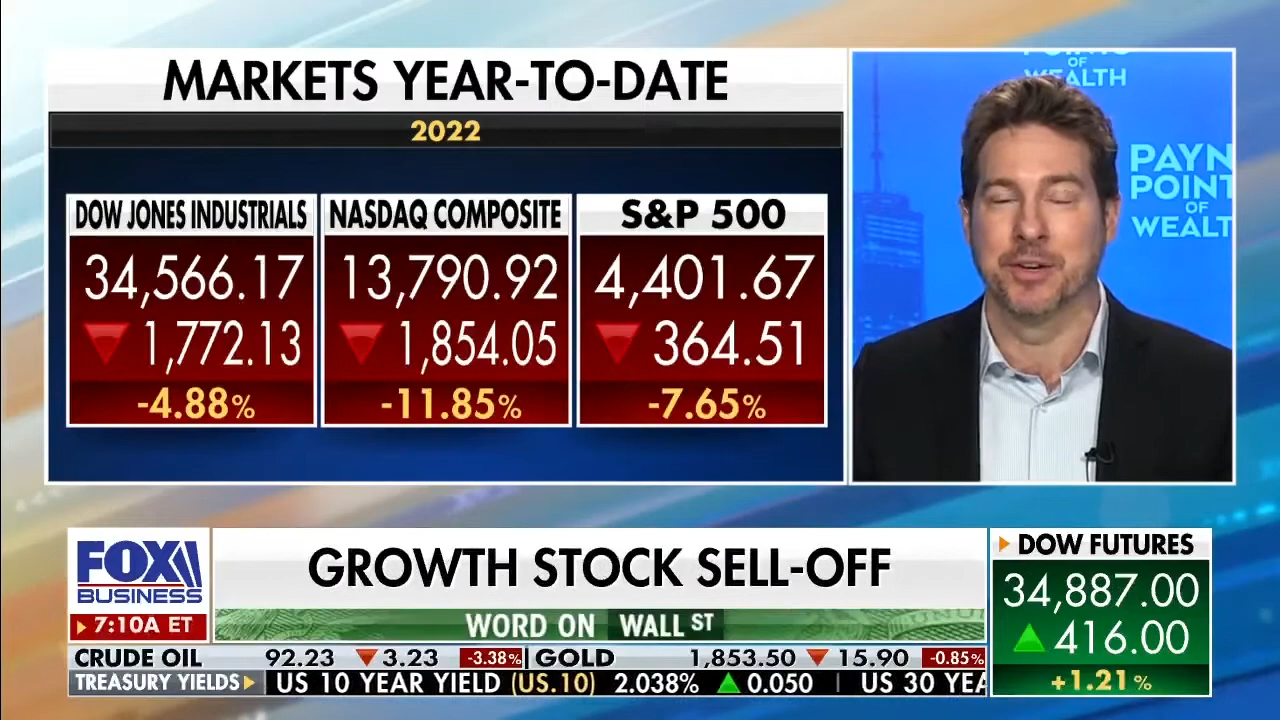 MARKETS YEAR-TO-DATE
2022
DOW JONES INDUSTRIALS
34,566.17
▼ 1,772.13
-4.88%
NASDAQ COMPOSITE
13,790.92
▼ 1,854.05
-11.85%
S&P 500
4,401.67
▼ 364.51
-7.65%
POINTS
OF
WEALTH
PAYN
POINT
OF
WEALT
FOX
BUSINESS
7:10A ET
GROWTH STOCK SELL-OFF
WORD ON WALL ST
DOW FUTURES
34,887.00
▲ 416.00
+1.21%
CRUDE OIL 92.23 ▼ 3.23 -3.38% GOLD 1,853.50 ▼ 15.90 -0.85%
TREASURY YIELDS US 10 YEAR YIELD (US.10) 2.038% ▲ 0.050 US 30 YEA